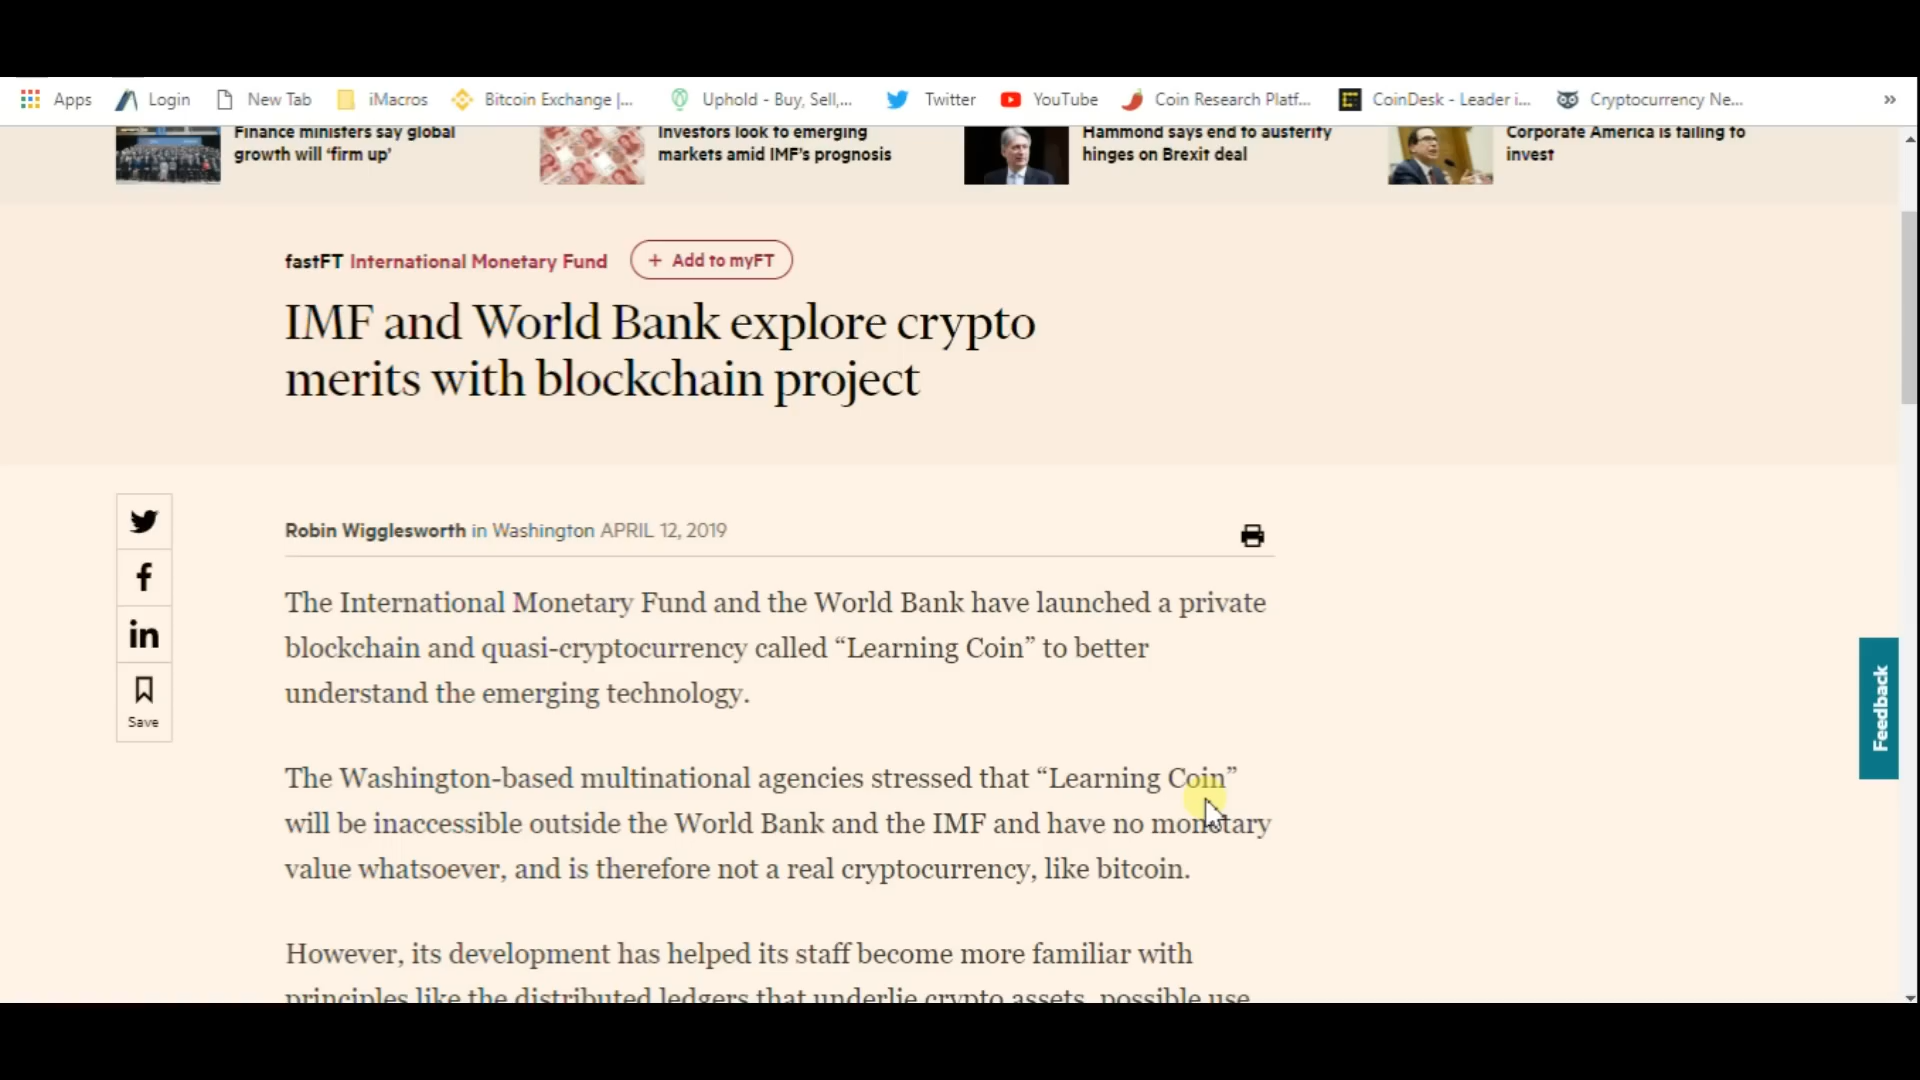 Apps Login New Tab iMacros Bitcoin Exchange |... Uphold - Buy, Sell,... Twitter YouTube Coin Research Platf... CoinDesk - Leader i... Cryptocurrency Ne... »
Finance ministers say global
growth will ‘firm up’
Investors look to emerging
markets amid IMF’s prognosis
Hammond says end to austerity
hinges on Brexit deal
Corporate America is failing to
invest
fastFT International Monetary Fund + Add to myFT
IMF and World Bank explore crypto
merits with blockchain project
Robin Wigglesworth in Washington APRIL 12, 2019
The International Monetary Fund and the World Bank have launched a private
blockchain and quasi-cryptocurrency called “Learning Coin” to better
understand the emerging technology.
Save
Feedback
The Washington-based multinational agencies stressed that “Learning Coin”
will be inaccessible outside the World Bank and the IMF and have no monetary
value whatsoever, and is therefore not a real cryptocurrency, like bitcoin.
However, its development has helped its staff become more familiar with
principles like the distributed ledgers that underlie crypto assets, possible use